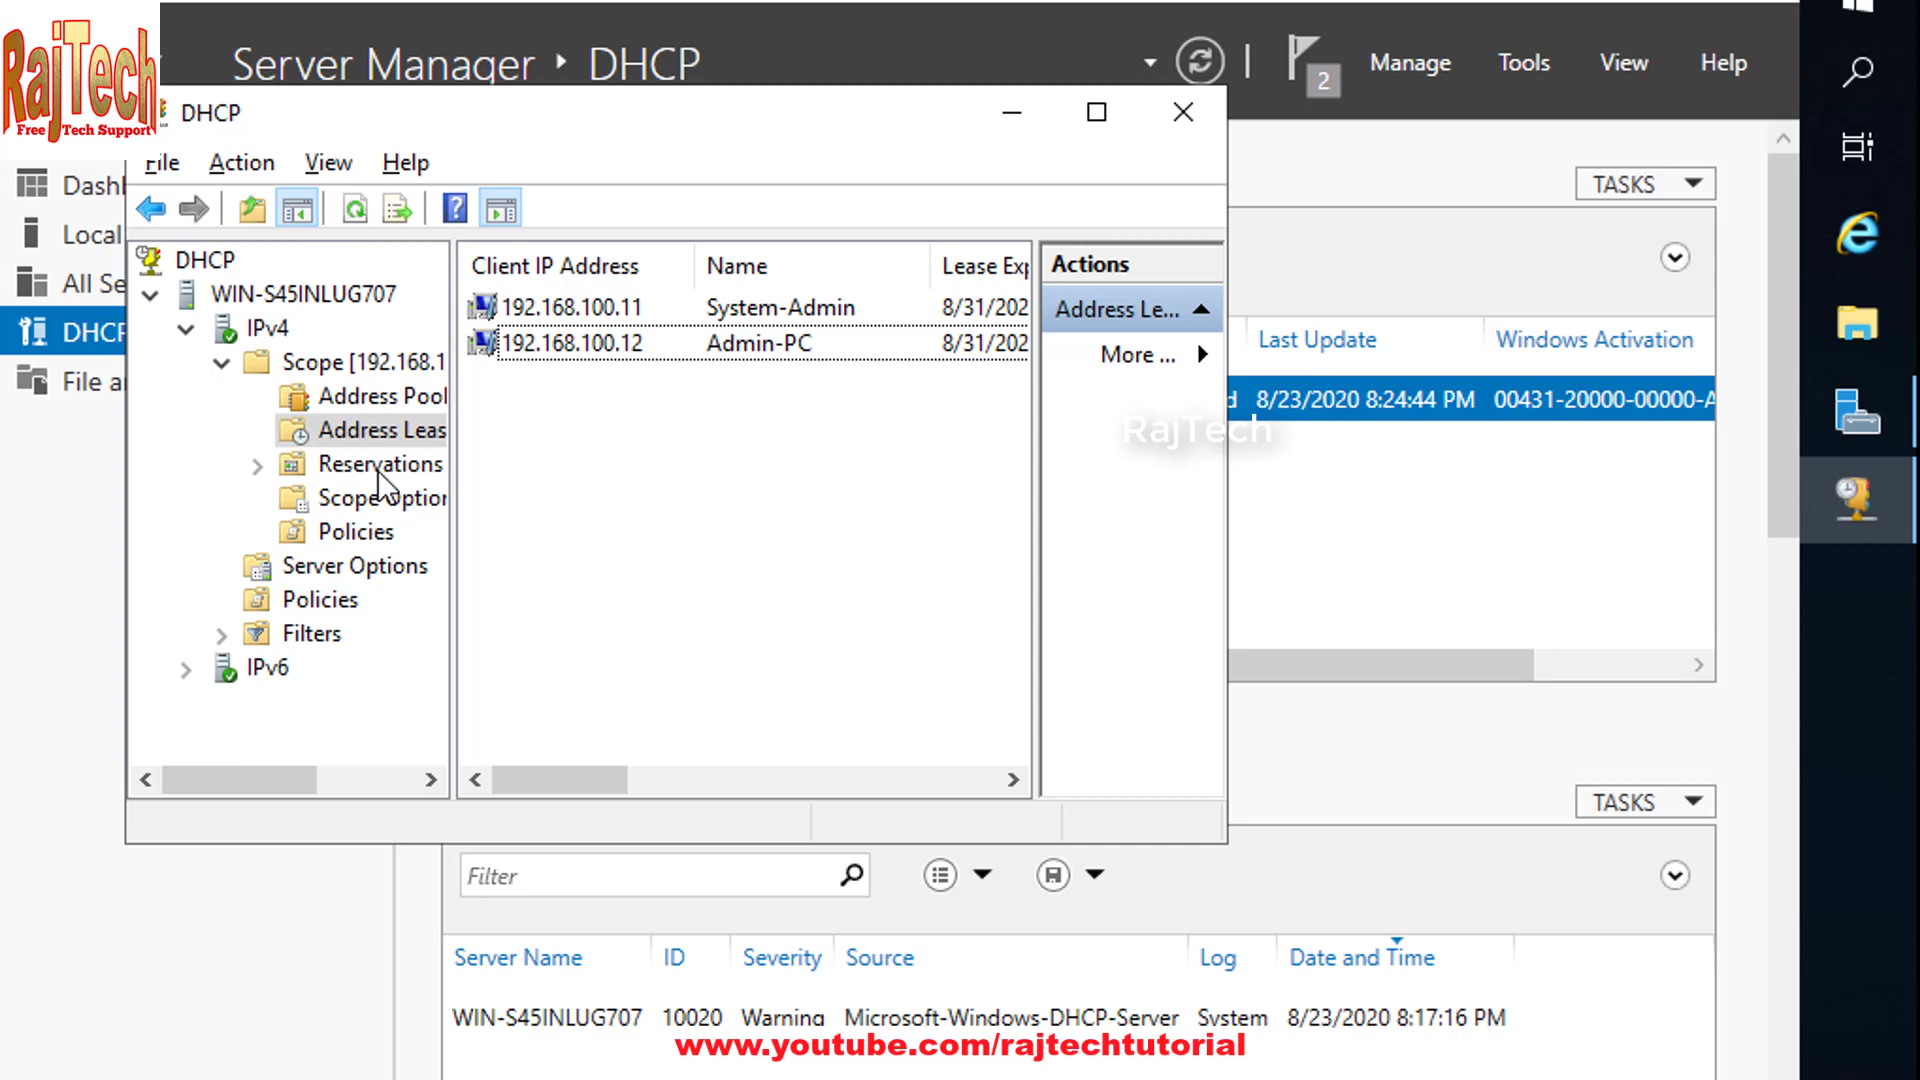 RajTech
Free Tech Support
Server Manager ▸ DHCP
2
Manage
Tools
View
Help
DHCP
File
Action
View
Help
Dash
Local
All Se
DHCP
File a
DHCP
WIN-S45INLUG707
IPv4
Scope [192.168.1
Address Pool
Address Leas
Reservations
Scope Option
Policies
Server Options
Policies
Filters
IPv6
Client IP Address Name Lease Exp
192.168.100.11 System-Admin 8/31/202
192.168.100.12 Admin-PC 8/31/202
Actions
Address Le...
More ...
TASKS
Last Update Windows Activation
d 8/23/2020 8:24:44 PM 00431-20000-00000-A
RajTech
TASKS
Filter
Server Name ID Severity Source Log Date and Time
WIN-S45INLUG707 10020 Warning Microsoft-Windows-DHCP-Server System 8/23/2020 8:17:16 PM
www.youtube.com/rajtechtutorial